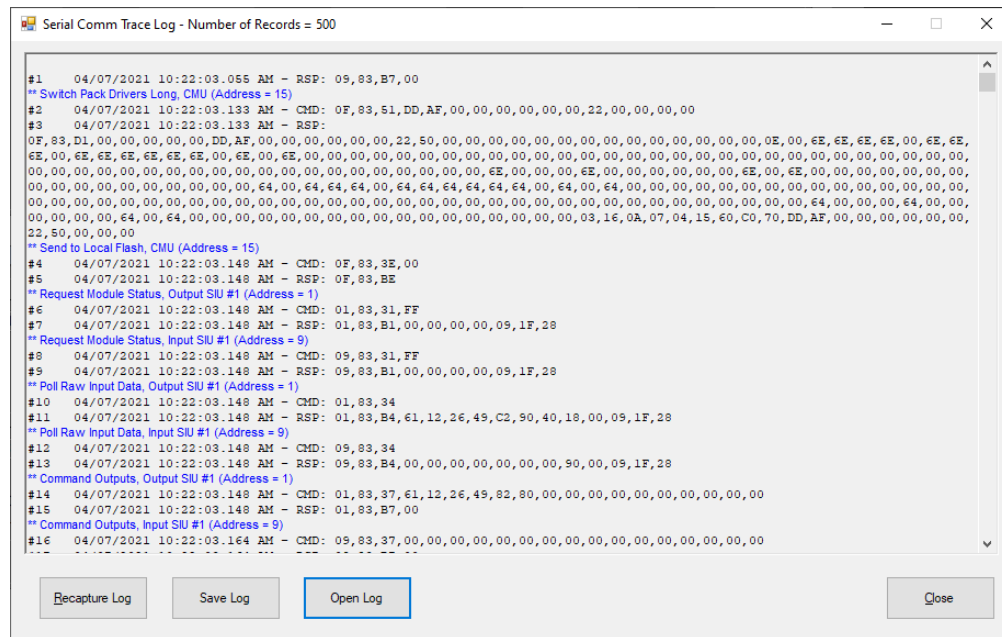 Serial Comm Trace Log - Number of Records = 500
#1 04/07/2021 10:22:03.055 AM - RSP: 09,83,B7,00
** Switch Pack Drivers Long, CMU (Address = 15)
#2 04/07/2021 10:22:03.133 AM - CMD: 0F,83,51,DD,AF,00,00,00,00,00,00,22,00,00,00,00
#3 04/07/2021 10:22:03.133 AM - RSP:
0F,83,D1,00,00,00,00,00,DD,AF,00,00,00,00,00,00,22,50,00,00,00,00,00,00,00,00,00,00,00,00,00,00,0E,00,6E,6E,6E,6E,00,6E,6E,
6E,00,6E,6E,6E,6E,6E,6E,00,6E,00,6E,00,00,00,00,00,00,00,00,00,00,00,00,00,00,00,00,00,00,00,00,00,00,00,00,00,00,00,00,00,
00,00,00,00,00,00,00,00,00,00,00,00,00,00,00,00,00,00,00,00,6E,00,00,00,6E,00,00,00,00,00,00,6E,00,6E,00,00,00,00,00,00,00,
00,00,00,00,00,00,00,00,00,00,64,00,64,64,64,00,64,64,64,64,64,64,00,64,00,64,00,00,00,00,00,00,00,00,00,00,00,00,00,00,00,
00,00,00,00,00,00,00,00,00,00,00,00,00,00,00,00,00,00,00,00,00,00,00,00,00,00,00,00,00,00,00,00,00,00,64,00,00,00,64,00,00,
00,00,00,00,64,00,64,00,00,00,00,00,00,00,00,00,00,00,00,00,00,00,00,00,03,16,0A,07,04,15,60,C0,70,DD,AF,00,00,00,00,00,00,
22,50,00,00,00
** Send to Local Flash, CMU (Address = 15)
#4 04/07/2021 10:22:03.148 AM - CMD: 0F,83,3E,00
#5 04/07/2021 10:22:03.148 AM - RSP: 0F,83,BE
** Request Module Status, Output SIU #1 (Address = 1)
#6 04/07/2021 10:22:03.148 AM - CMD: 01,83,31,FF
#7 04/07/2021 10:22:03.148 AM - RSP: 01,83,B1,00,00,00,00,09,1F,28
** Request Module Status, Input SIU #1 (Address = 9)
#8 04/07/2021 10:22:03.148 AM - CMD: 09,83,31,FF
#9 04/07/2021 10:22:03.148 AM - RSP: 09,83,B1,00,00,00,00,09,1F,28
** Poll Raw Input Data, Output SIU #1 (Address = 1)
#10 04/07/2021 10:22:03.148 AM - CMD: 01,83,34
#11 04/07/2021 10:22:03.148 AM - RSP: 01,83,B4,61,12,26,49,C2,90,40,18,00,09,1F,28
** Poll Raw Input Data, Input SIU #1 (Address = 9)
#12 04/07/2021 10:22:03.148 AM - CMD: 09,83,34
#13 04/07/2021 10:22:03.148 AM - RSP: 09,83,B4,00,00,00,00,00,00,00,90,00,09,1F,28
** Command Outputs, Output SIU #1 (Address = 1)
#14 04/07/2021 10:22:03.148 AM - CMD: 01,83,37,61,12,26,49,82,80,00,00,00,00,00,00,00,00,00,00
#15 04/07/2021 10:22:03.148 AM - RSP: 01,83,B7,00
** Command Outputs, Input SIU #1 (Address = 9)
#16 04/07/2021 10:22:03.164 AM - CMD: 09,83,37,00,00,00,00,00,00,00,00,00,00,00,00,00,00,00,00
Recapture Log
Save Log
Open Log
Close